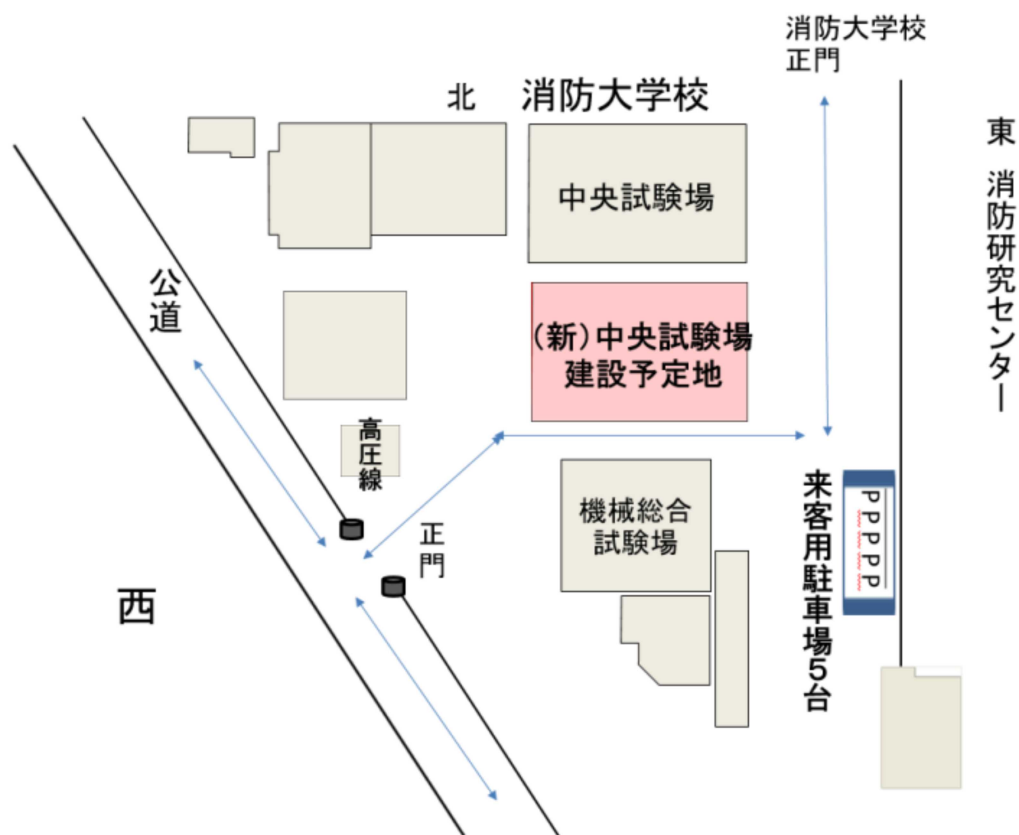 消防大学校
正門
北 消防大学校
東 消防研究センター
中央試験場
公道
(新)中央試験場
建設予定地
高圧線
正門
機械総合
試験場
来客用駐車場5台
PPPPP
西